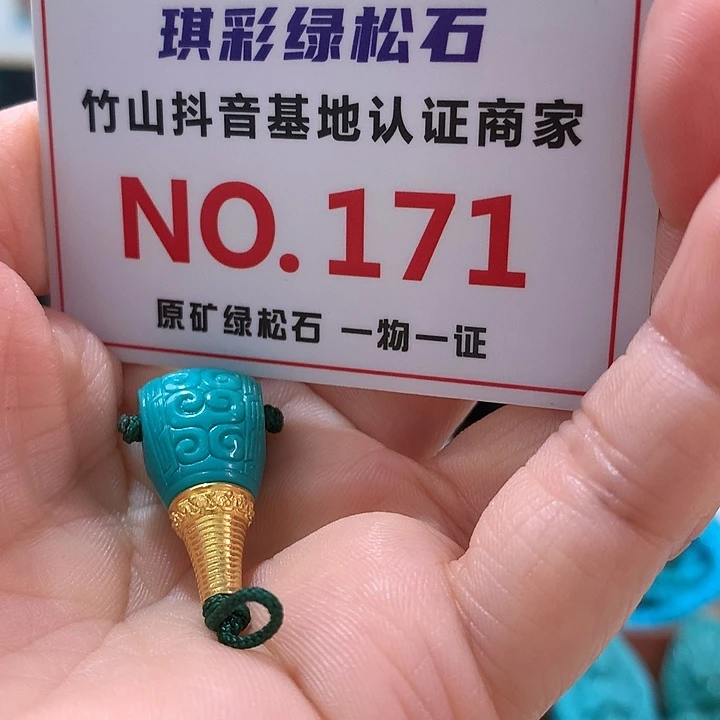 琪彩绿松石
竹山抖音基地认证商家
NO.171
原矿绿松石 一物一证